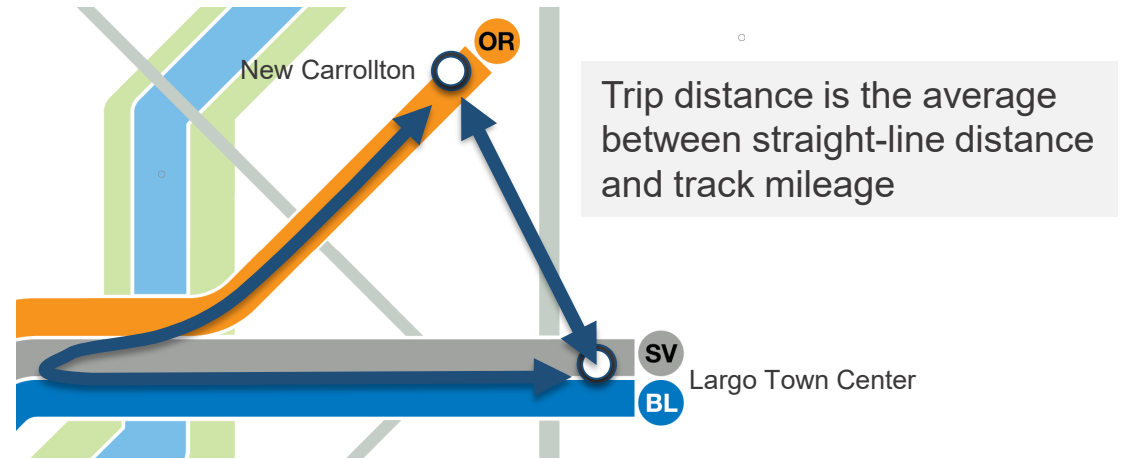 OR
New Carrollton
Trip distance is the average
between straight-line distance
and track mileage
SV
Largo Town Center
BL